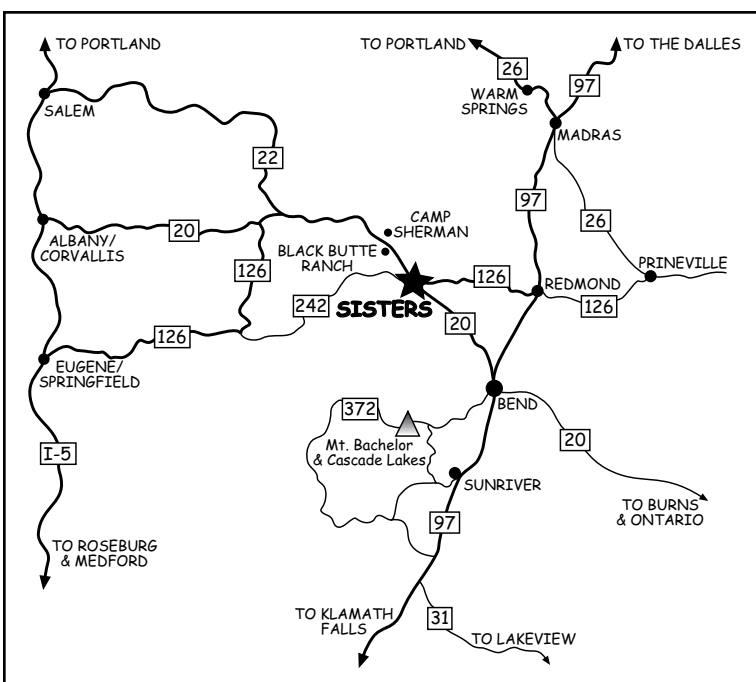 TO PORTLAND
TO PORTLAND
TO THE DALLES
26
97
WARM
SPRINGS
SALEM
MADRAS
22
97
26
CAMP
SHERMAN
20
ALBANY/
CORVALLIS
BLACK BUTTE
RANCH
126
PRINEVILLE
126
REDMOND
242
SISTERS
126
20
126
EUGENE/
SPRINGFIELD
BEND
372
Mt. Bachelor
& Cascade Lakes
20
I-5
SUNRIVER
TO BURNS
& ONTARIO
97
TO ROSEBURG
& MEDFORD
TO KLAMATH
FALLS
31
TO LAKEVIEW